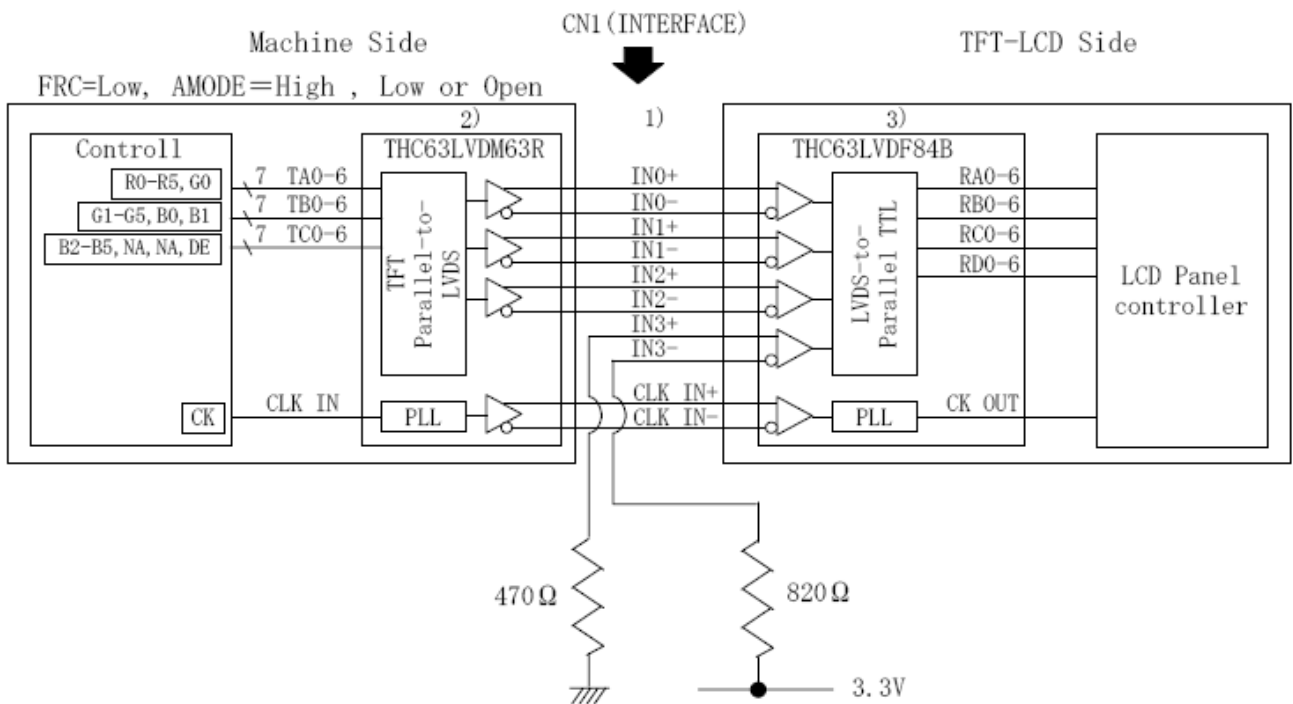 CN1(INTERFACE)
Machine Side
TFT-LCD Side
FRC=Low, AMODE=High , Low or Open
2)
1)
3)
Controll
THC63LVDM63R
THC63LVDF84B
R0-R5,G0
7 TA0-6
G1-G5,B0,B1
7 TB0-6
B2-B5,NA,NA,DE
7 TC0-6
TFT
Parallel-to-
LVDS
IN0+
IN0-
IN1+
IN1-
IN2+
IN2-
IN3+
IN3-
LVDS-to-
Parallel TTL
RA0-6
RB0-6
RC0-6
RD0-6
LCD Panel
controller
CK
CLK IN
PLL
CLK IN+
CLK IN-
PLL
CK OUT
470Ω
820Ω
3.3V